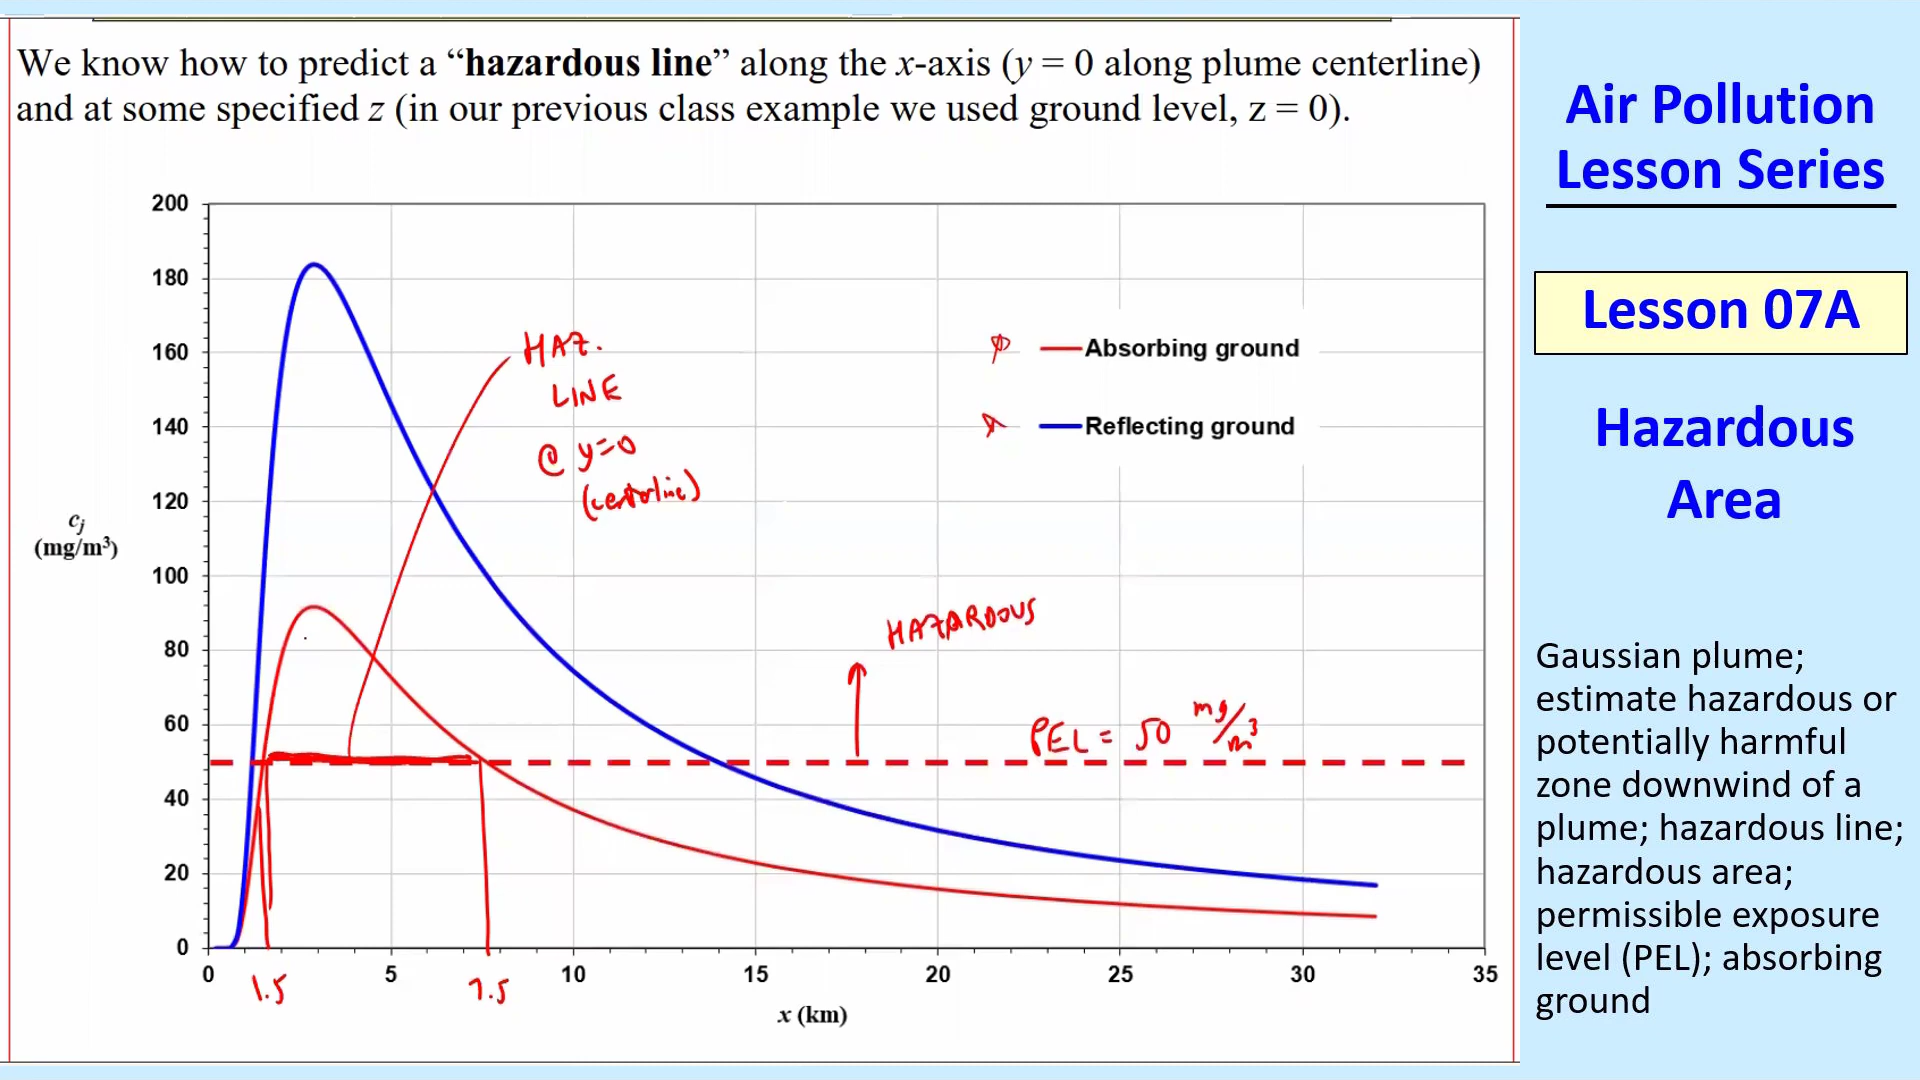 We know how to predict a “hazardous line” along the x-axis (y = 0 along plume centerline)
and at some specified z (in our previous class example we used ground level, z = 0).
200
180
160
140
120
100
80
60
40
20
0
cj
(mg/m³)
HAZ.
LINE
@ y=0
(centerline)
Absorbing ground
Reflecting ground
HAZARDOUS
PEL = 50 mg/m³
0 5 10 15 20 25 30 35
1.5 7.5
x (km)
Air Pollution
Lesson Series
Lesson 07A
Hazardous
Area
Gaussian plume;
estimate hazardous or
potentially harmful
zone downwind of a
plume; hazardous line;
hazardous area;
permissible exposure
level (PEL); absorbing
ground